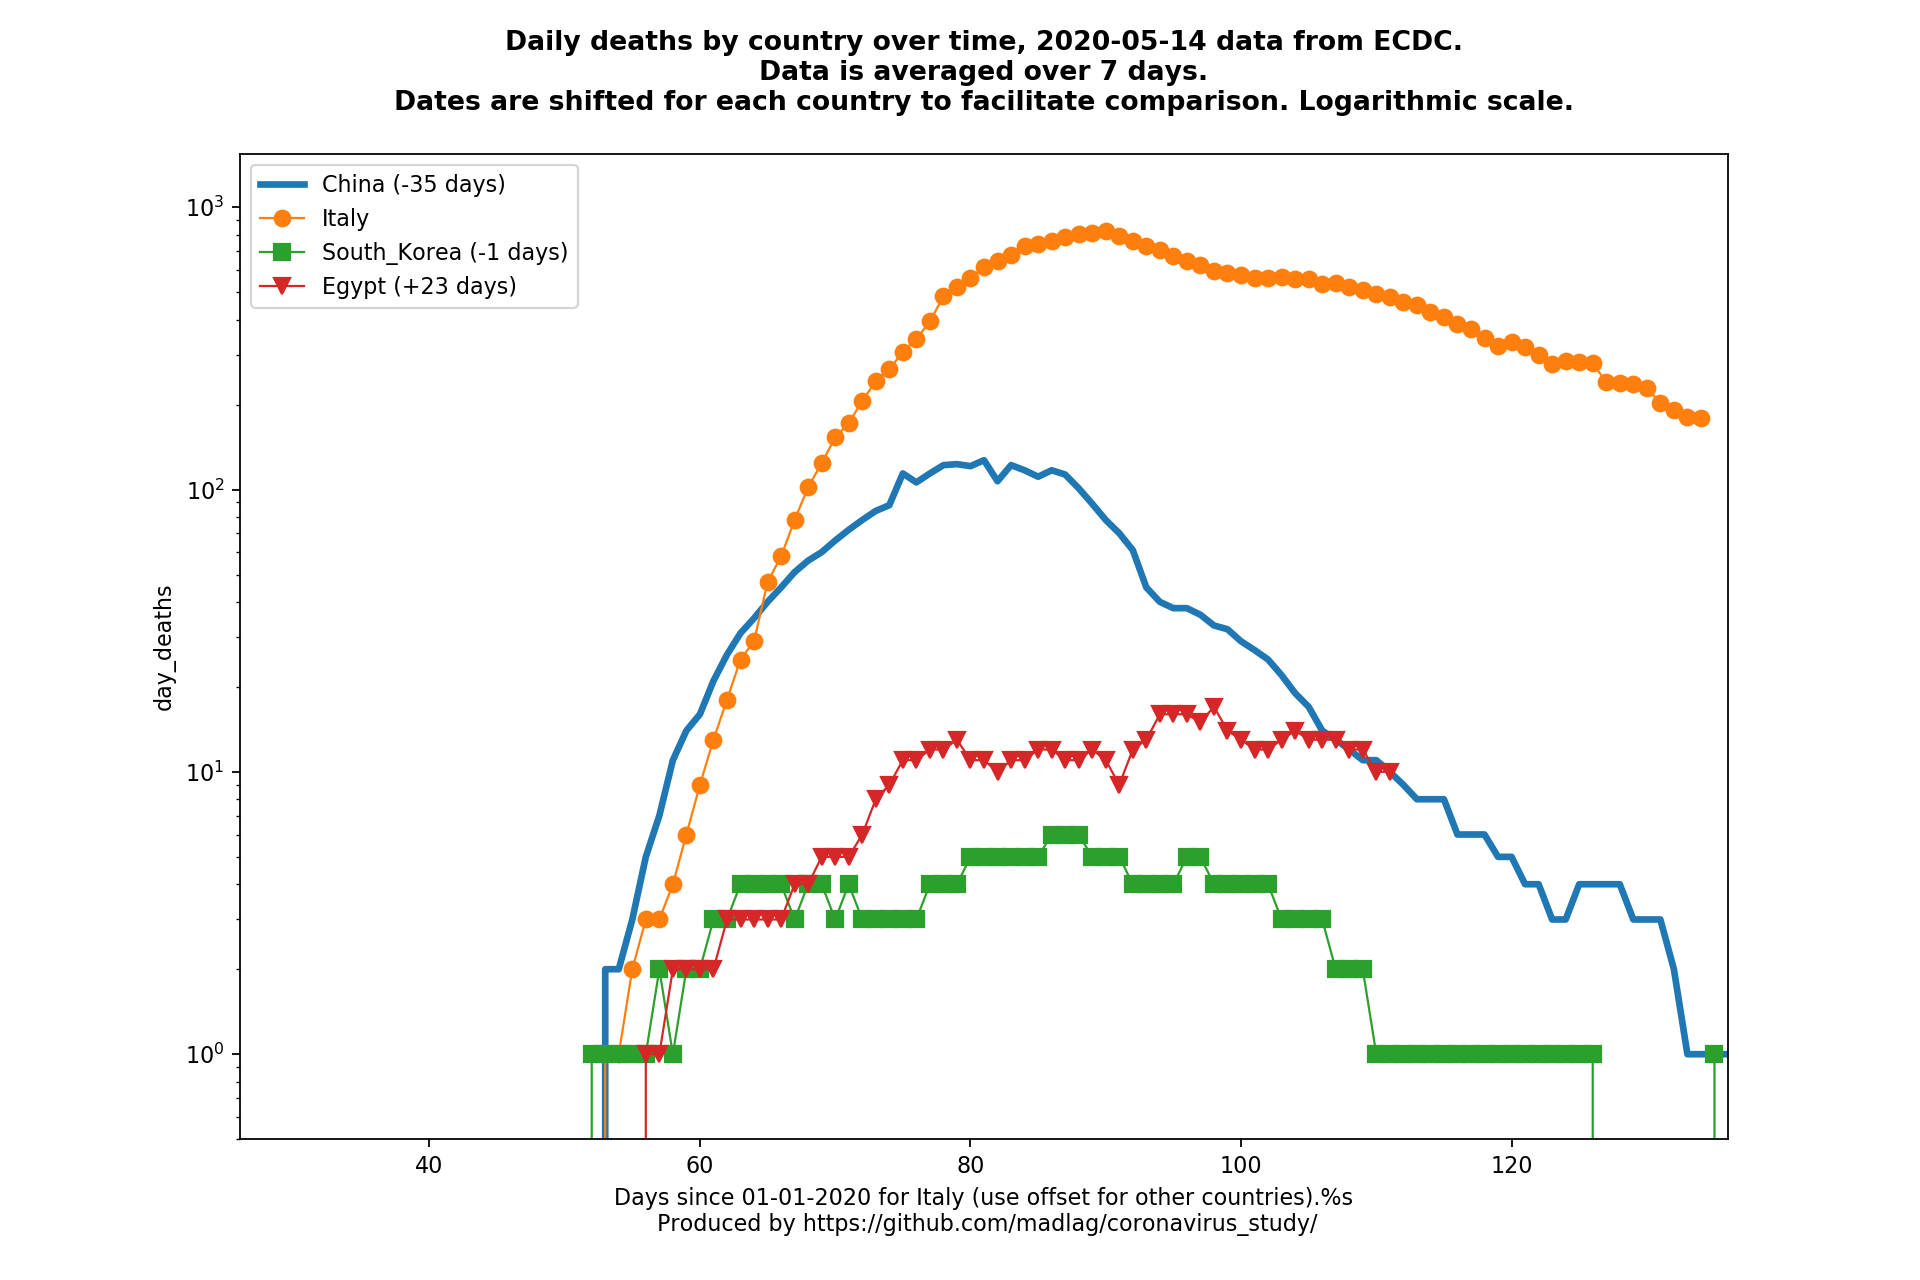 Daily deaths by country over time, 2020-05-14 data from ECDC.
Data is averaged over 7 days.
Dates are shifted for each country to facilitate comparison. Logarithmic scale.
China (-35 days)
Italy
South_Korea (-1 days)
Egypt (+23 days)
10³
10²
10¹
10⁰
day_deaths
40 60 80 100 120
Days since 01-01-2020 for Italy (use offset for other countries).%s
Produced by https://github.com/madlag/coronavirus_study/